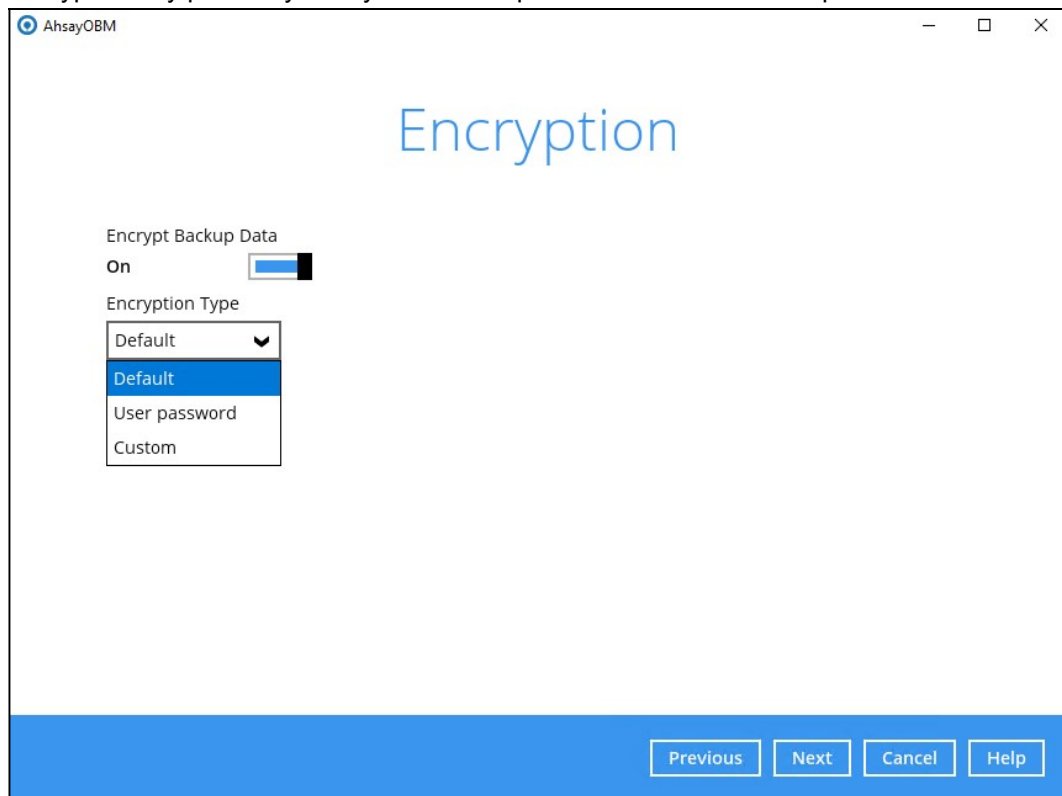 AhsayOBM
Encryption
Encrypt Backup Data
On
Encryption Type
Default
Default
User password
Custom
Previous Next Cancel Help